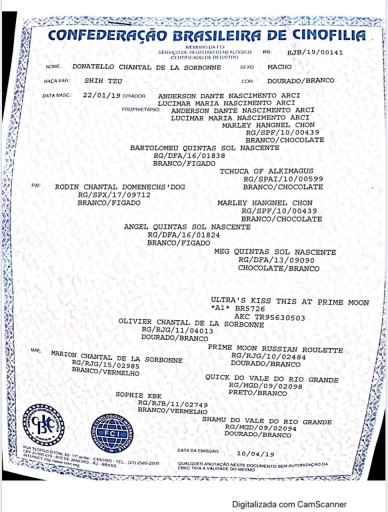 CONFEDERAÇÃO BRASILEIRA DE CINOFILIA
MEMBRO DA FCI
SERVIÇO DE REGISTRO GENEALÓGICO RG RJB/19/00141
CERTIFICADO DE REGISTRO
NOME DONATELLO CHANTAL DE LA SORBONNE SEXO MACHO
RAÇA/VAR: SHIH TZU COR: DOURADO/BRANCO
DATA NASC.: 22/01/19 CRIADOR ANDERSON DANTE NASCIMENTO ARCI
LUCIMAR MARIA NASCIMENTO ARCI
PROPRIETÁRIO ANDERSON DANTE NASCIMENTO ARCI
LUCIMAR MARIA NASCIMENTO ARCI
MARLEY HANGNEL CHON
RG/SPF/10/00439
BRANCO/CHOCOLATE
BARTOLOMEU QUINTAS SOL NASCENTE
RG/DFA/16/01838
BRANCO/FIGADO
TCHUCA OF ALKIMAGUS
RG/SPAI/10/00599
BRANCO/CHOCOLATE
PAI: RODIN CHANTAL DOMENECHS'DOG
RG/SPX/17/09712
BRANCO/FIGADO
MARLEY HANGNEL CHON
RG/SPF/10/00439
BRANCO/CHOCOLATE
ANGEL QUINTAS SOL NASCENTE
RG/DFA/16/01824
BRANCO/FIGADO
MEG QUINTAS SOL NASCENTE
RG/DFA/13/09090
CHOCOLATE/BRANCO
ULTRA'S KISS THIS AT PRIME MOON
*A1* BR5726
AKC TR95630503
OLIVIER CHANTAL DE LA SORBONNE
RG/RJG/11/04013
DOURADO/BRANCO
PRIME MOON RUSSIAN ROULETTE
RG/RJG/10/02484
DOURADO/BRANCO
MÃE: MARION CHANTAL DE LA SORBONNE
RG/RJG/15/02985
BRANCO/VERMELHO
QUICK DO VALE DO RIO GRANDE
RG/MGD/09/02098
PRETO/BRANCO
SOPHIE KBK
RG/RJB/11/02749
BRANCO/VERMELHO
SHAMU DO VALE DO RIO GRANDE
RG/MGD/09/02094
DOURADO/BRANCO
CBKC
FCI
CENTRO - TEL.: (21)
RIO DE JANEIRO - RJ - BRASIL
DATA DA EMISSÃO 10/04/19
QUALQUER ANOTAÇÃO NESTE DOCUMENTO SEM AUTORIZAÇÃO DA
CBKC TIRA A VALIDADE DO MESMO
Digitalizada com CamScanner